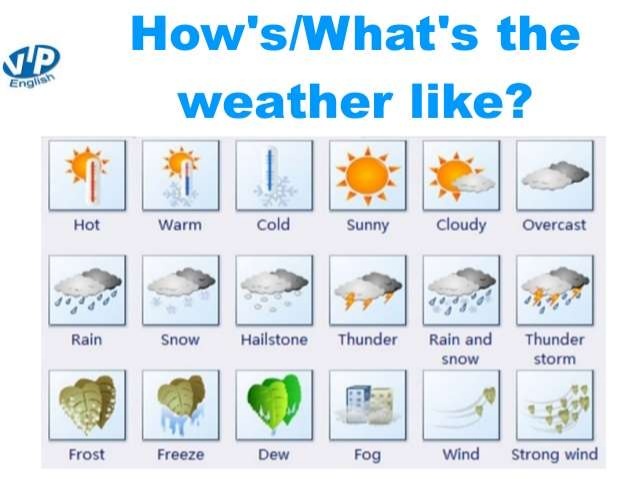 How's/What's the
weather like?
VIP
English
Hot Warm Cold Sunny Cloudy Overcast
Rain Snow Hailstone Thunder Rain and snow Thunder storm
Frost Freeze Dew Fog Wind Strong wind